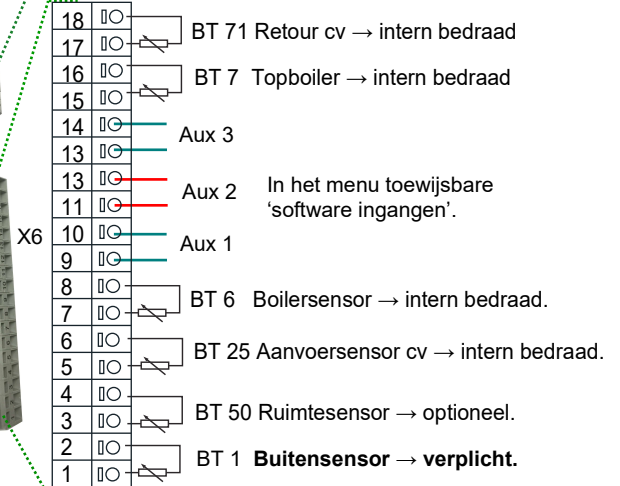 18
BT 71 Retour cv → intern bedraad
17
16
BT 7 Topboiler → intern bedraad
15
14
Aux 3
13
13
Aux 2 In het menu toewijsbare
11
‘software ingangen’.
X6
10
Aux 1
9
8
BT 6 Boilersensor → intern bedraad.
7
6
BT 25 Aanvoersensor cv → intern bedraad.
5
4
BT 50 Ruimtesensor → optioneel.
3
2
BT 1 Buitensensor → verplicht.
1